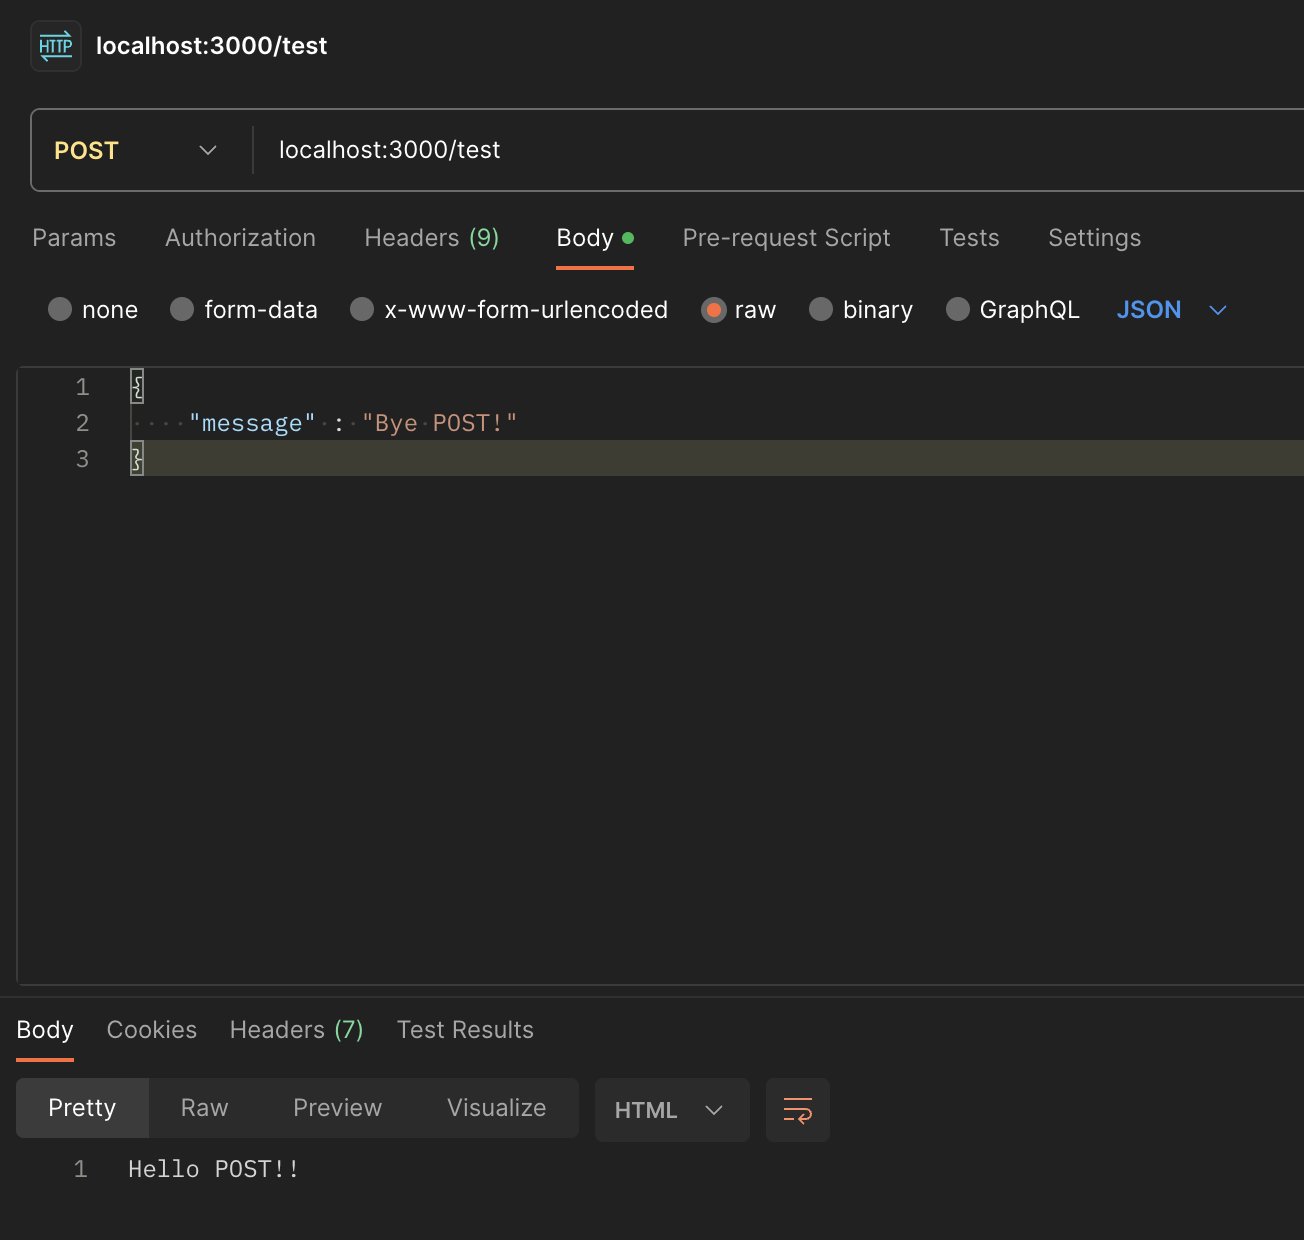 HTTP localhost:3000/test
POST localhost:3000/test
Params Authorization Headers (9) Body Pre-request Script Tests Settings
none form-data x-www-form-urlencoded raw binary GraphQL JSON
1 {
2 "message" : "Bye POST!"
3 }
Body Cookies Headers (7) Test Results
Pretty Raw Preview Visualize HTML
1 Hello POST!!